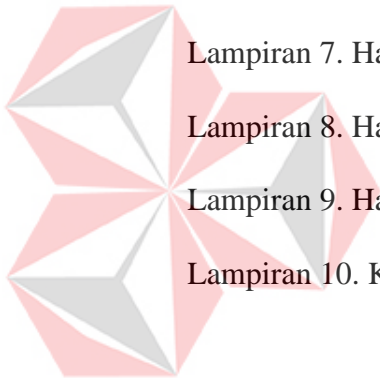 Lampiran 7. Ha
Lampiran 8. Ha
Lampiran 9. Ha
Lampiran 10. K